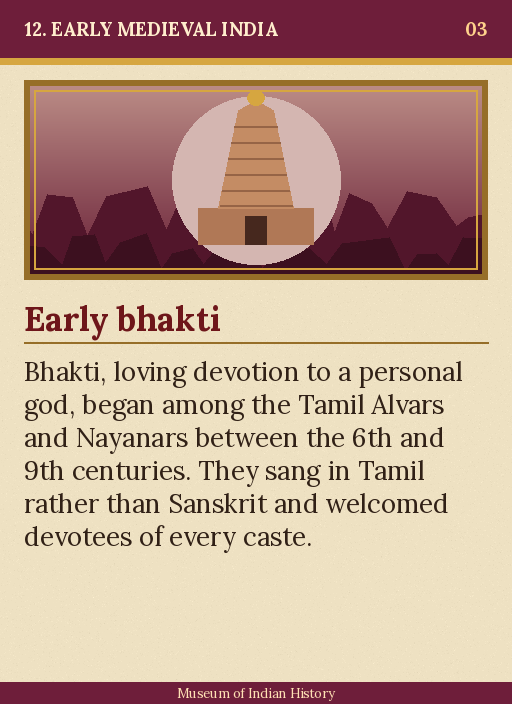 12. EARLY MEDIEVAL INDIA
03
Early bhakti
Bhakti, loving devotion to a personal
god, began among the Tamil Alvars
and Nayanars between the 6th and
9th centuries. They sang in Tamil
rather than Sanskrit and welcomed
devotees of every caste.
Museum of Indian History